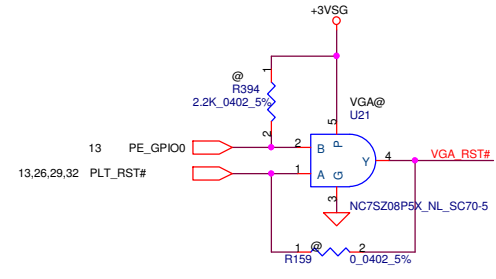 +3VSG
@
R394
2.2K_0402_5%
1
2
VGA@
U21
5
P
13 PE_GPIO0
2
B
13,26,29,32 PLT_RST#
1
A
Y
4
VGA_RST#
G
3
NC7SZ08P5X_NL_SC70-5
1
@
2
R159
0_0402_5%